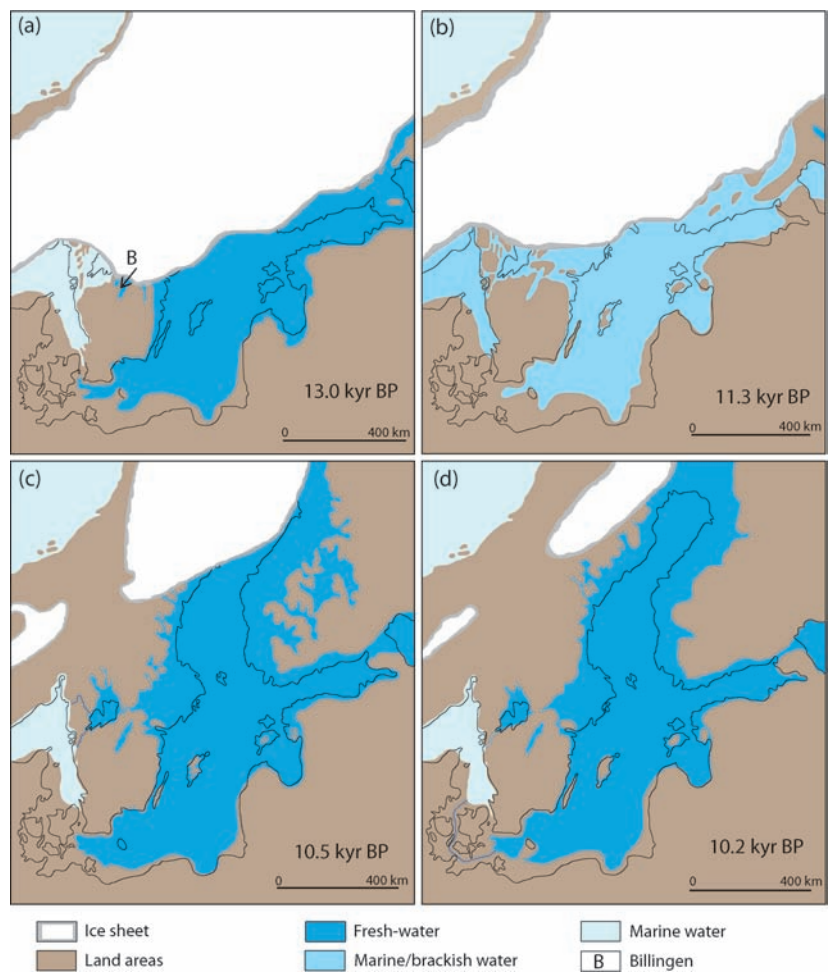 (a)
B
13.0 kyr BP
0 400 km
(b)
11.3 kyr BP
0 400 km
(c)
10.5 kyr BP
0 400 km
(d)
10.2 kyr BP
0 400 km
Ice sheet
Fresh-water
Marine water
Land areas
Marine/brackish water
B Billingen